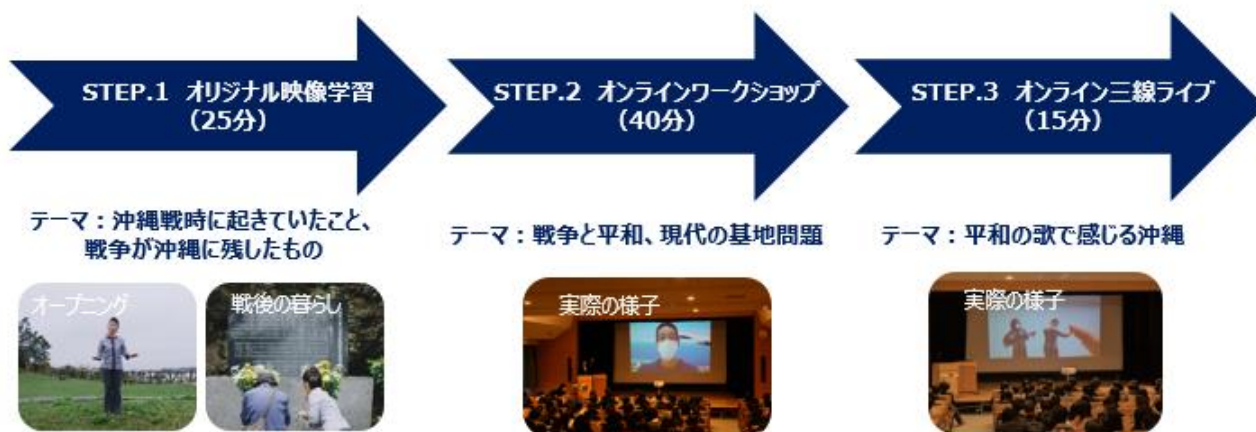 STEP.1 オリジナル映像学習
（25分）
STEP.2 オンラインワークショップ
（40分）
STEP.3 オンライン三線ライブ
（15分）
テーマ：沖縄戦時に起きていたこと、
戦争が沖縄に残したもの
テーマ：戦争と平和、現代の基地問題
テーマ：平和の歌で感じる沖縄
オープニング
戦後の暮らし
実際の様子
実際の様子